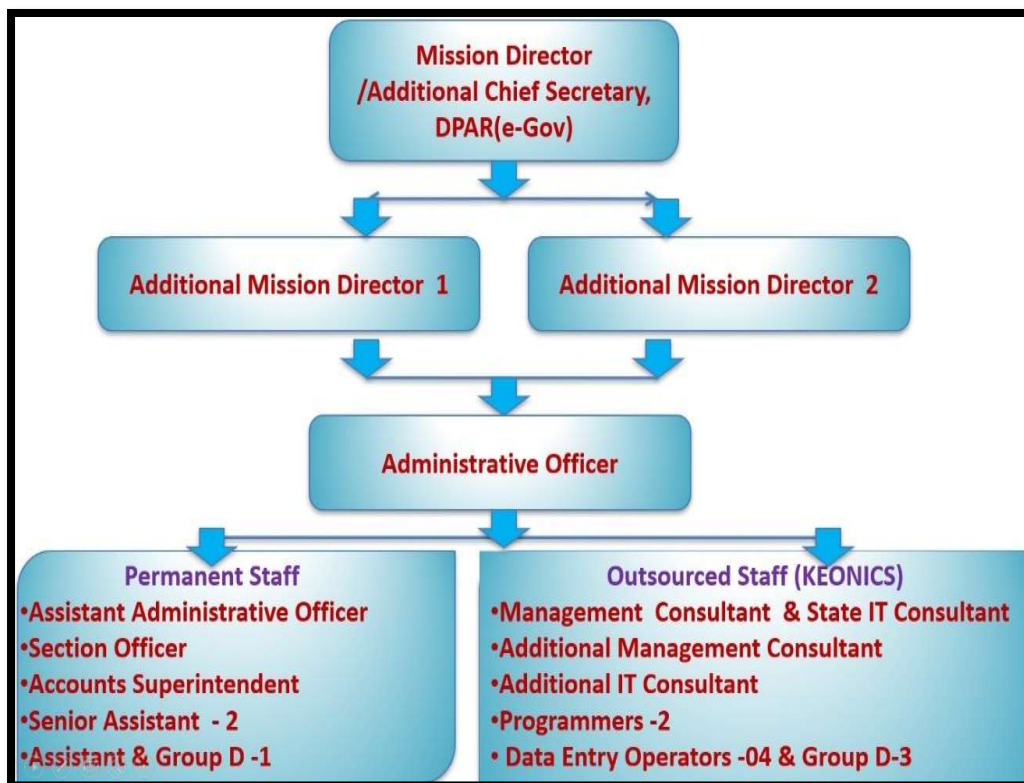 Mission Director
/Additional Chief Secretary,
DPAR(e-Gov)
Additional Mission Director 1
Additional Mission Director 2
Administrative Officer
Permanent Staff
•Assistant Administrative Officer
•Section Officer
•Accounts Superintendent
•Senior Assistant - 2
•Assistant & Group D -1
Outsourced Staff (KEONICS)
•Management Consultant & State IT Consultant
•Additional Management Consultant
•Additional IT Consultant
•Programmers -2
• Data Entry Operators -04 & Group D-3